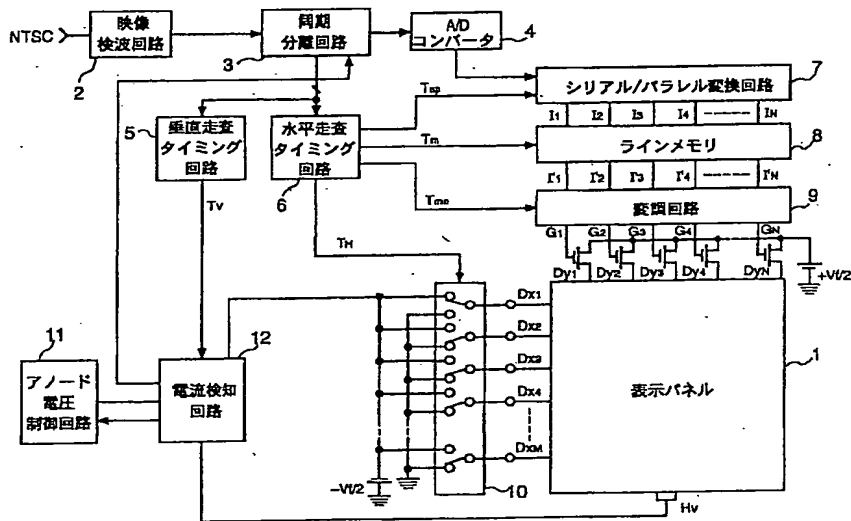 NTSC
映像
検波回路
2
同期
分離回路
3
A/D
コンバータ
4
シリアル/パラレル変換回路
7
Tsp
I1 I2 I3 I4 IN
5
垂直走査
タイミング
回路
水平走査
タイミング
回路
6
Tm
ラインメモリ
8
I'1 I'2 I'3 I'4 I'N
Tmo
変調回路
9
Tv
TH
G1 G2 G3 G4 GN
Dy1 Dy2 Dy3 Dy4 DyN
+Vf/2
Dx1
Dx2
Dx3
Dx4
DxM
表示パネル
1
11
アノード
電圧
制御回路
12
電流検知
回路
-Vf/2
10
Hv